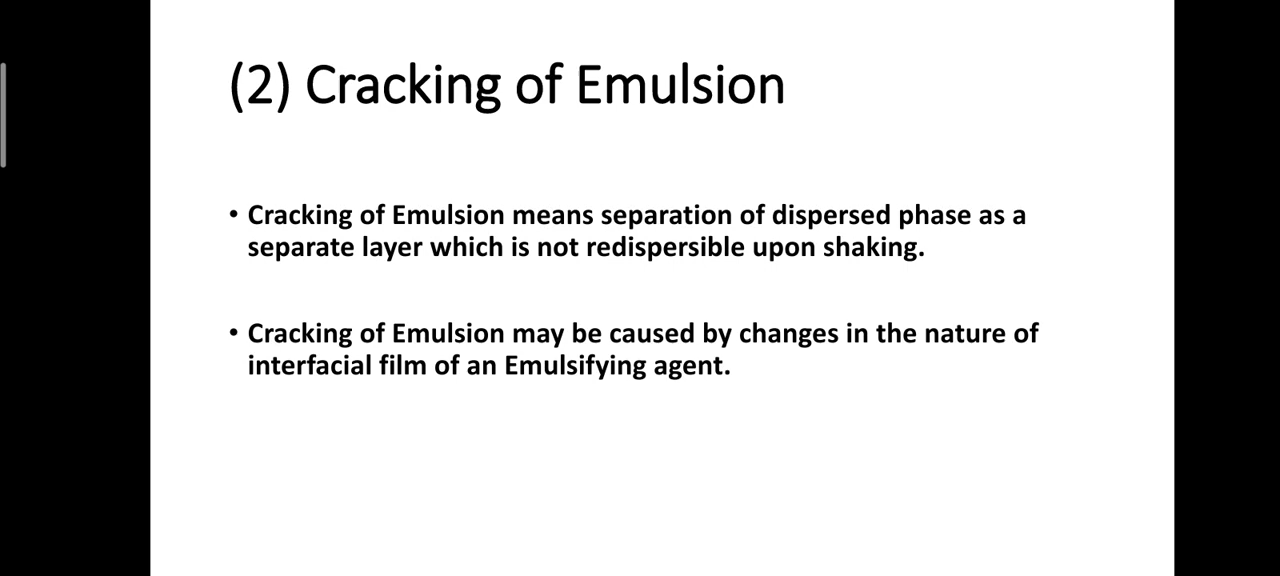 (2) Cracking of Emulsion
• Cracking of Emulsion means separation of dispersed phase as a
separate layer which is not redispersible upon shaking.
• Cracking of Emulsion may be caused by changes in the nature of
interfacial film of an Emulsifying agent.